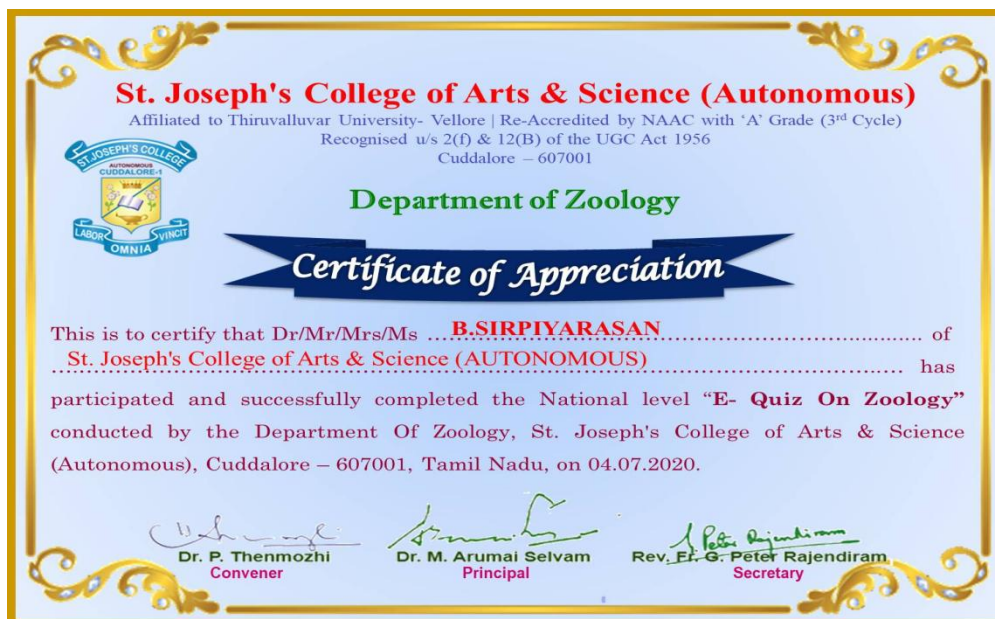 St. Joseph's College of Arts & Science (Autonomous)
Affiliated to Thiruvalluvar University- Vellore | Re-Accredited by NAAC with ‘A’ Grade (3rd Cycle)
Recognised u/s 2(f) & 12(B) of the UGC Act 1956
Cuddalore – 607001
ST.JOSEPH'S COLLEGE
AUTONOMOUS
CUDDALORE-1
LABOR OMNIA VINCIT
Department of Zoology
Certificate of Appreciation
This is to certify that Dr/Mr/Mrs/Ms B.SIRPIYARASAN of
St. Joseph's College of Arts & Science (AUTONOMOUS) has
participated and successfully completed the National level “E- Quiz On Zoology”
conducted by the Department Of Zoology, St. Joseph's College of Arts & Science
(Autonomous), Cuddalore – 607001, Tamil Nadu, on 04.07.2020.
Peter Rajendiram
Dr. P. Thenmozhi Dr. M. Arumai Selvam Rev. Fr. G. Peter Rajendiram
Convener Principal Secretary